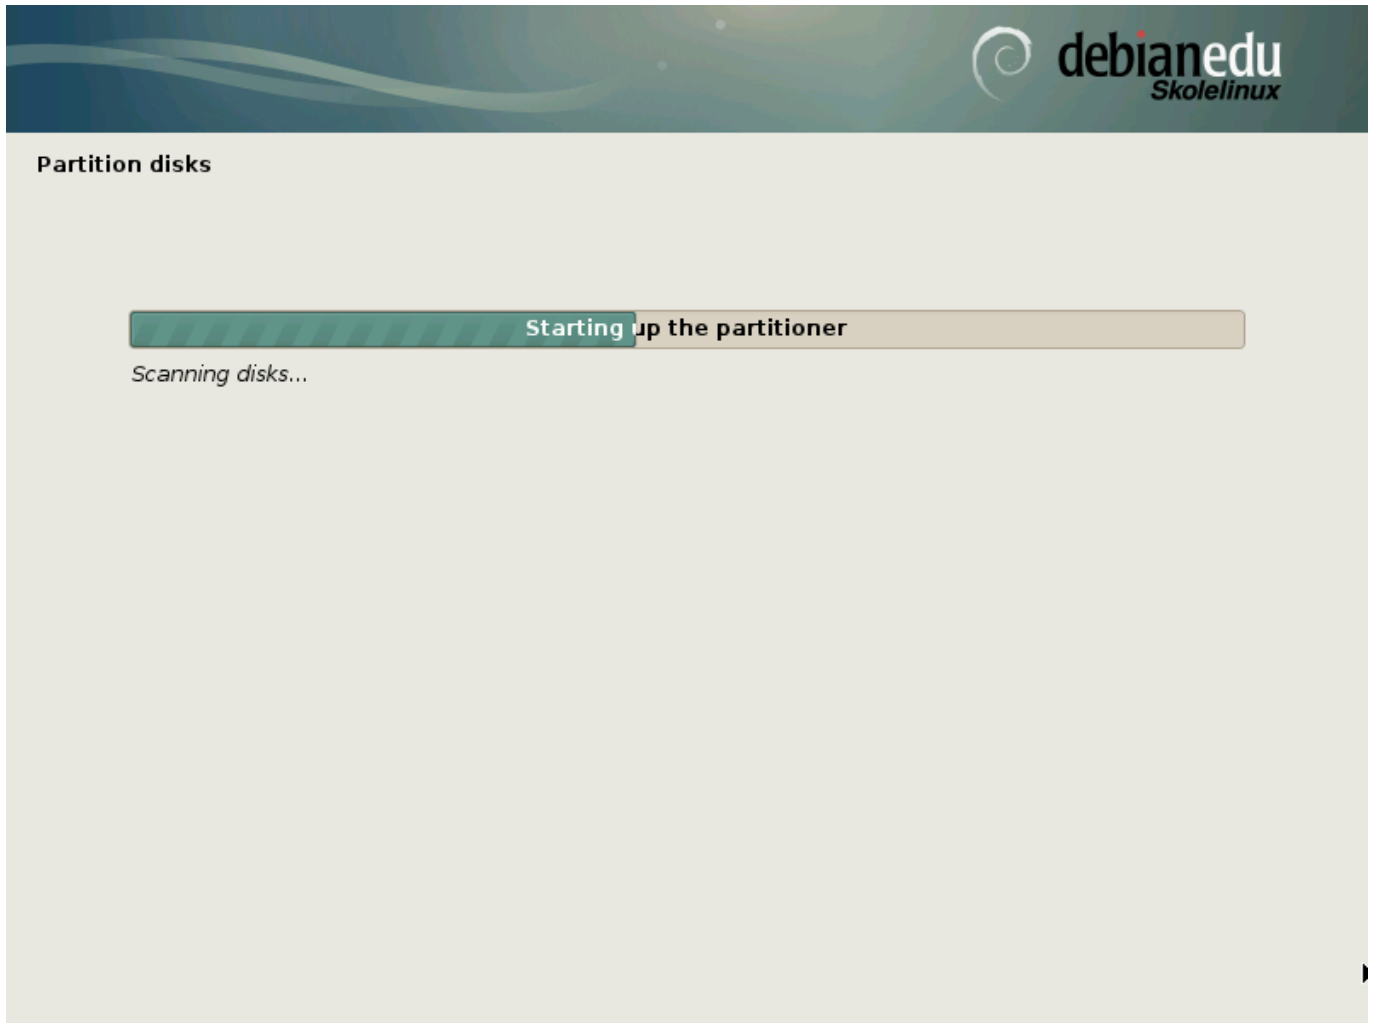 debianedu
Skolelinux
Partition disks
Starting up the partitioner
Scanning disks...